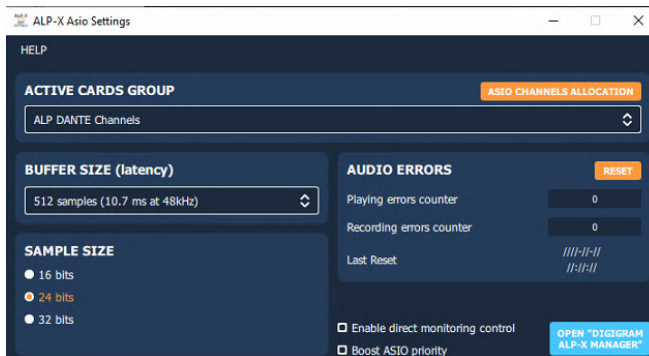 ALP-X Asio Settings
HELP
ACTIVE CARDS GROUP
ASIO CHANNELS ALLOCATION
ALP DANTE Channels
BUFFER SIZE (latency)
512 samples (10.7 ms at 48kHz)
SAMPLE SIZE
16 bits
24 bits
32 bits
AUDIO ERRORS
RESET
Playing errors counter
0
Recording errors counter
0
Last Reset
////-//-//
//://://
Enable direct monitoring control
Boost ASIO priority
OPEN "DIGIGRAM
ALP-X MANAGER"